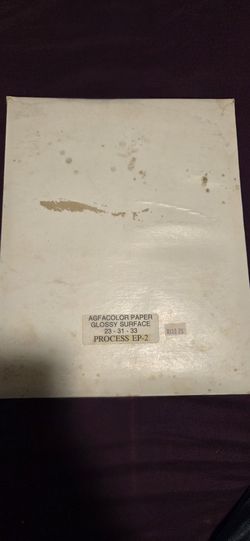 AGFACOLOR PAPER
GLOSSY SURFACE
23 - 31 - 33
PROCESS EP-2